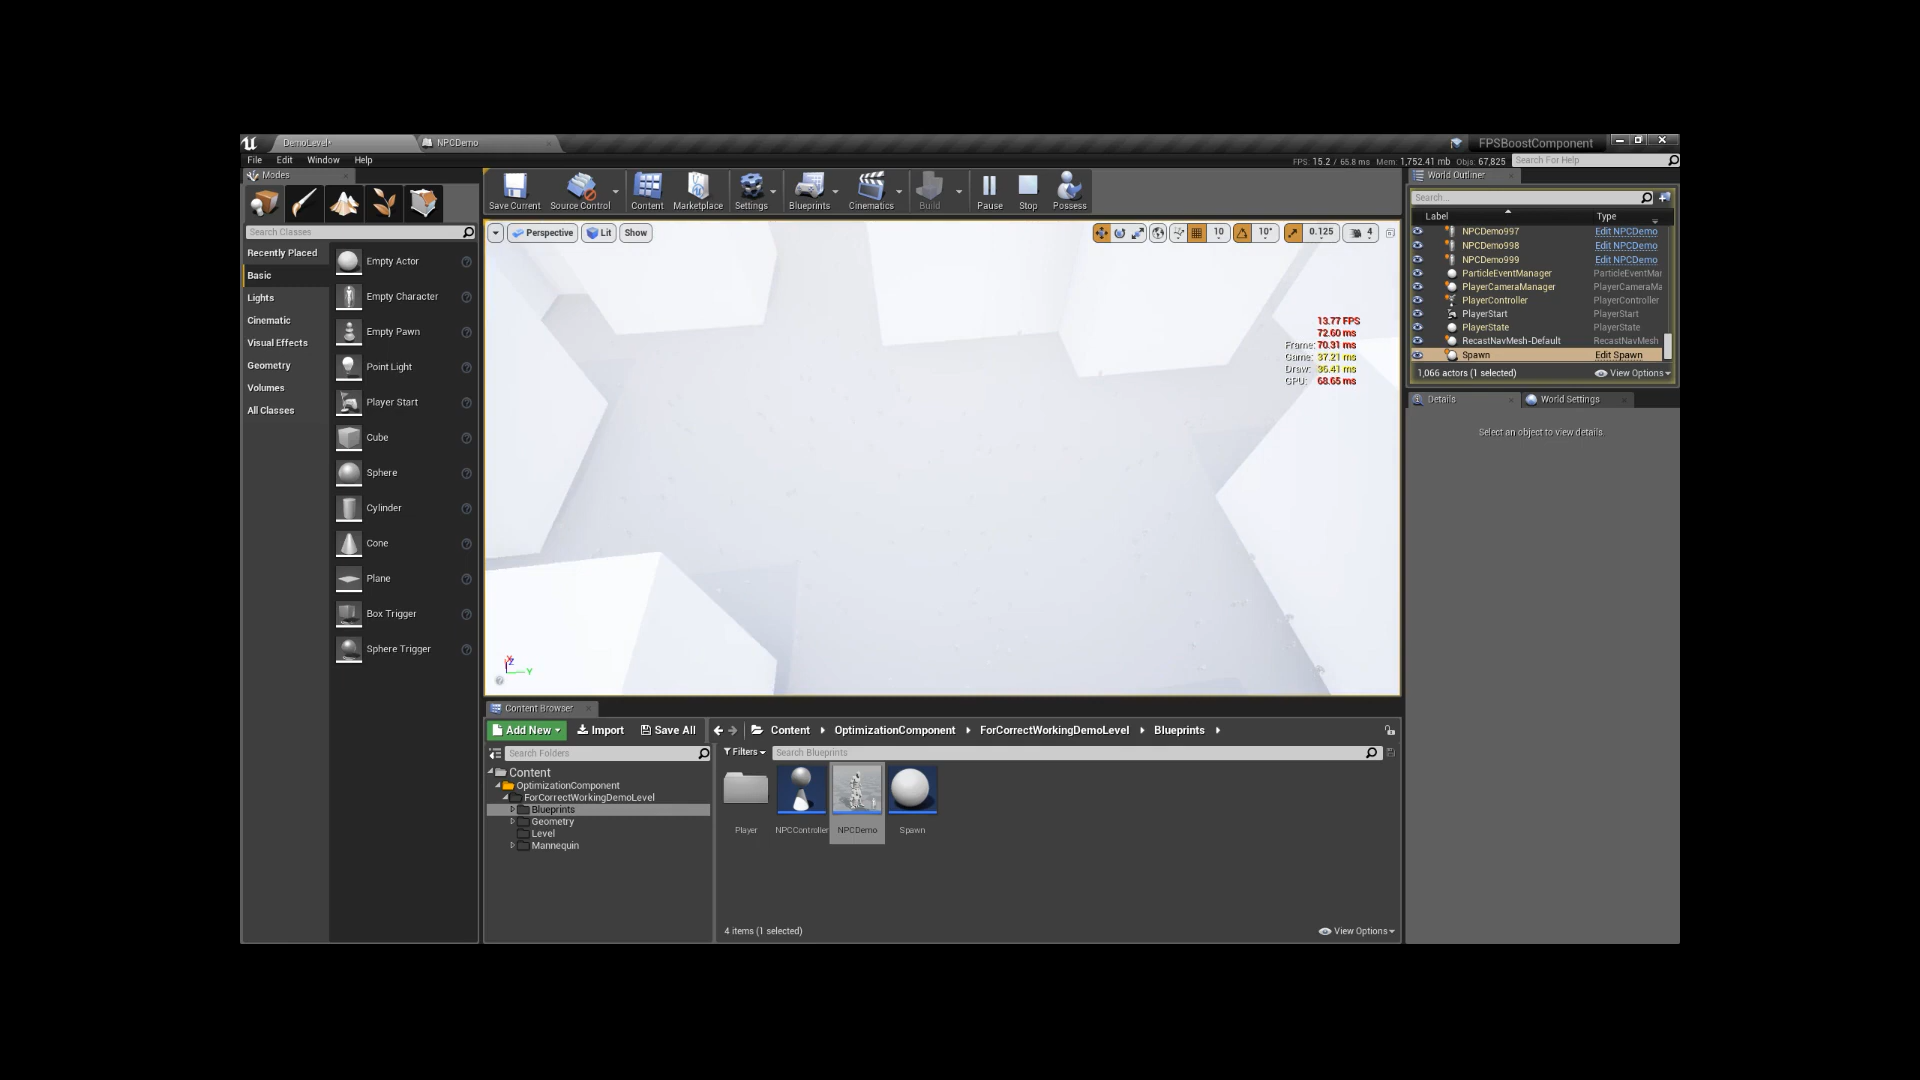 DemoLevel*
NPCDemo
FPSBoostComponent
File Edit Window Help
FPS: 15.2 / 65.8 ms Mem: 1,752.41 mb Objs: 67,825
Search For Help
Modes
World Outliner
Save Current
Source Control
Content
Marketplace
Settings
Blueprints
Cinematics
Build
Pause
Stop
Possess
Search...
Label
Type
Search Classes
Perspective
Lit
Show
10
10°
0.125
4
NPCDemo997 Edit NPCDemo
NPCDemo998 Edit NPCDemo
NPCDemo999 Edit NPCDemo
ParticleEventManager ParticleEventMar
PlayerCameraManager PlayerCameraMa
PlayerController PlayerController
PlayerStart PlayerStart
PlayerState PlayerState
RecastNavMesh-Default RecastNavMesh
Spawn Edit Spawn
1,066 actors (1 selected)
View Options
Recently Placed
Basic
Lights
Cinematic
Visual Effects
Geometry
Volumes
All Classes
Empty Actor
Empty Character
Empty Pawn
Point Light
Player Start
Cube
Sphere
Cylinder
Cone
Plane
Box Trigger
Sphere Trigger
13.77 FPS
72.60 ms
Frame: 70.31 ms
Game: 37.21 ms
Draw: 36.41 ms
GPU: 68.65 ms
Details
World Settings
Select an object to view details.
X
Z
Y
Content Browser
Add New
Import
Save All
Content
OptimizationComponent
ForCorrectWorkingDemoLevel
Blueprints
Search Folders
Filters
Search Blueprints
Content
OptimizationComponent
ForCorrectWorkingDemoLevel
Blueprints
Geometry
Level
Mannequin
Player
NPCController
NPCDemo
Spawn
4 items (1 selected)
View Options